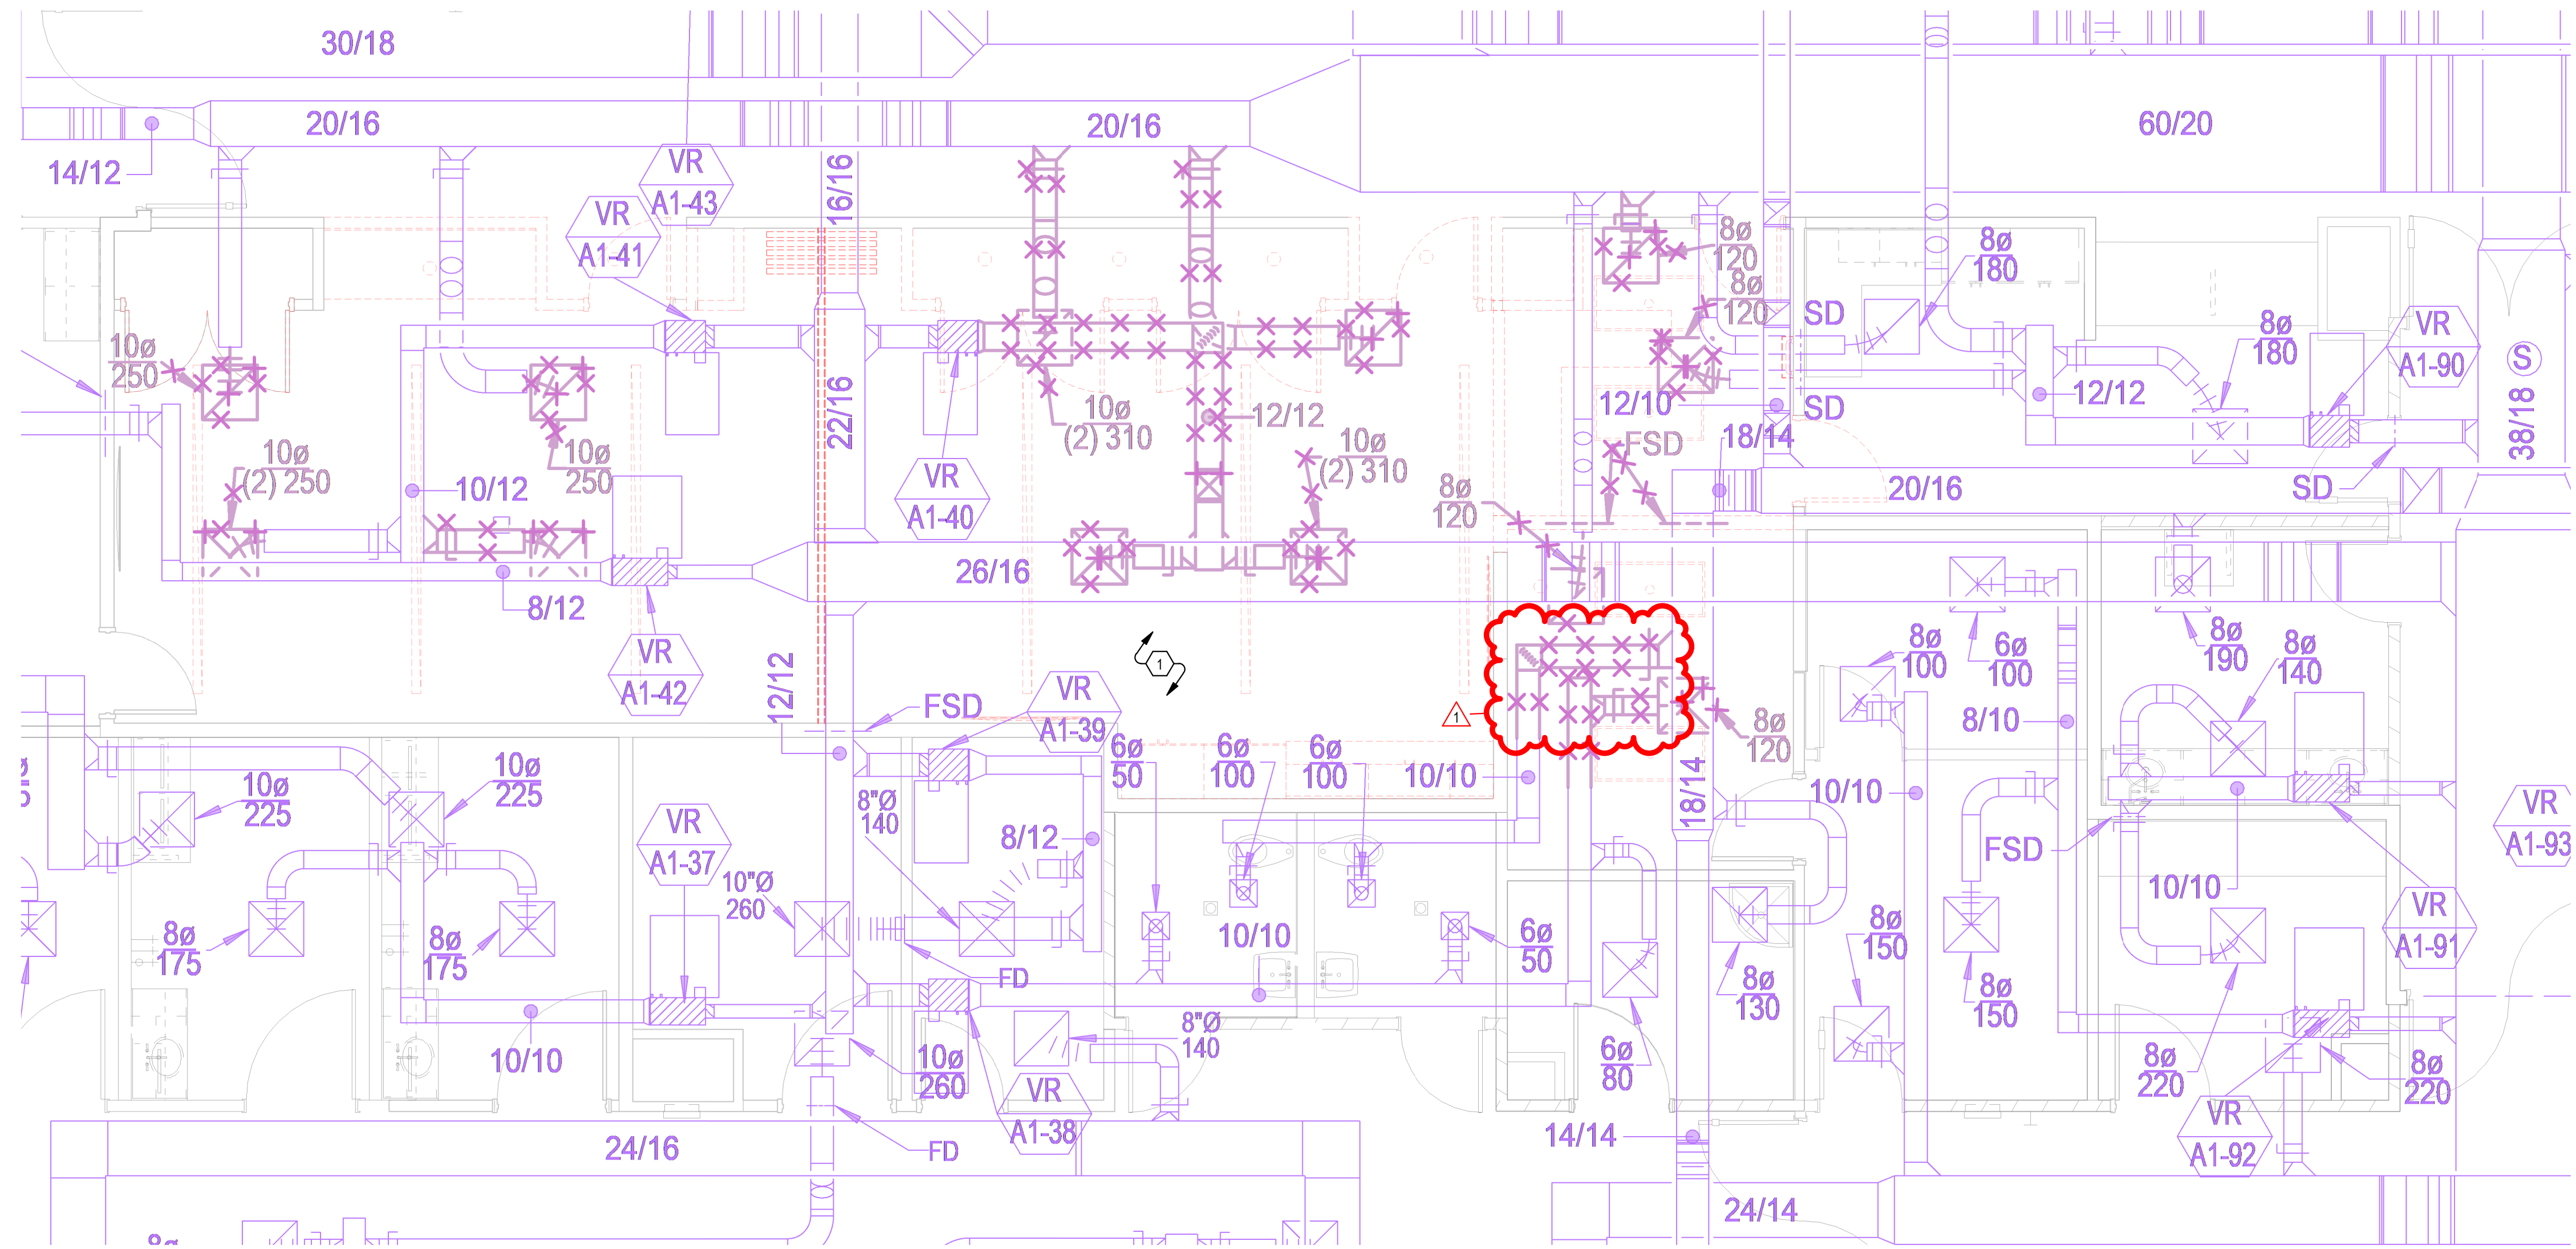 30/18
20/16
20/16
60/20
14/12
VR
A1-43
VR
A1-41
16/16
8ø
120
8ø
120
8ø
180
SD
8ø
180
VR
A1-90
S
10ø
250
10ø
(2) 310
12/12
12/10
SD
12/12
38/18
22/16
FSD
18/14
10ø
(2) 250
10ø
250
10ø
(2) 310
10/12
VR
A1-40
8ø
120
20/16
SD
26/16
8/12
VR
A1-42
1
12/12
FSD
VR
A1-39
1
8ø
120
8ø
100
6ø
100
8ø
190
8ø
140
8/10
6ø
50
6ø
100
6ø
100
10/10
18/14
10/10
10ø
225
10ø
225
8"Ø
140
8/12
VR
A1-37
10"Ø
260
FSD
VR
A1-93
10/10
VR
A1-91
8ø
175
8ø
175
10/10
6ø
50
8ø
150
FD
8ø
130
8ø
150
10/10
10ø
260
8"Ø
140
6ø
80
8ø
220
8ø
220
VR
A1-38
VR
A1-92
24/16
FD
14/14
24/14